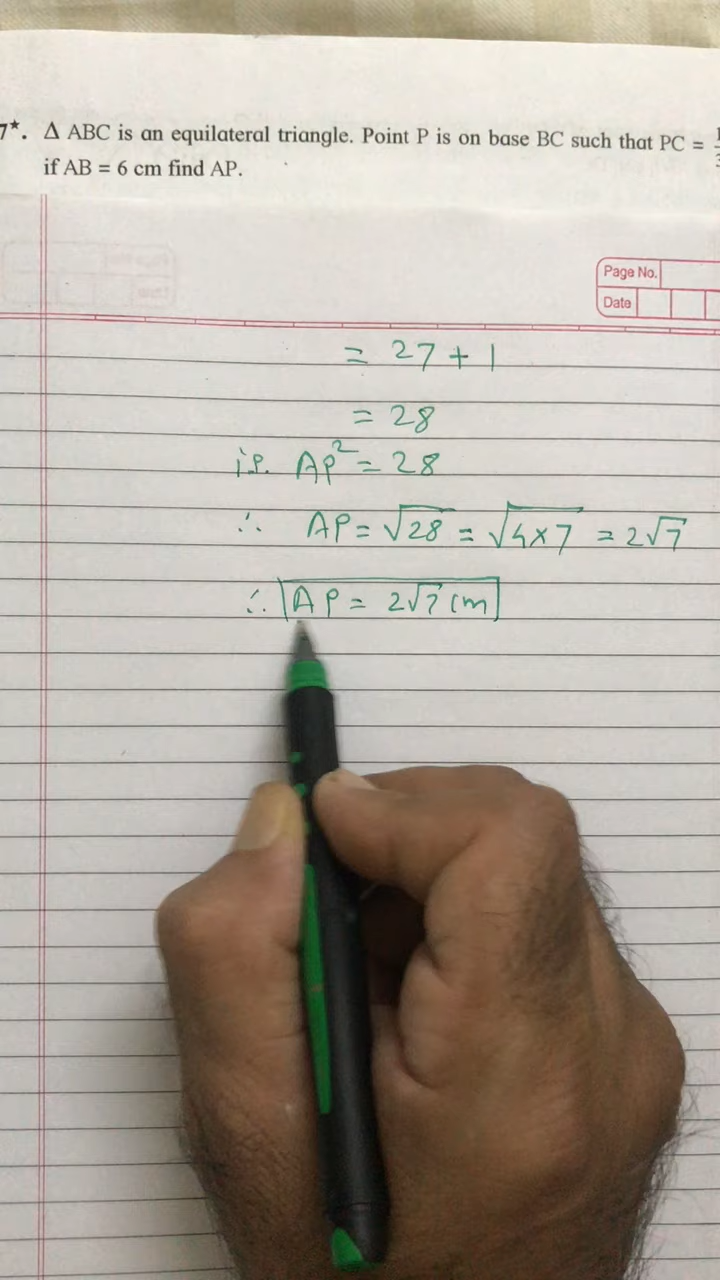 7★. Δ ABC is an equilateral triangle. Point P is on base BC such that PC =
if AB = 6 cm find AP.
Page No.
Date
= 27 + 1
= 28
i.e. AP² = 28
∴ AP = √28 = √4×7 = 2√7
∴ AP = 2√7 cm